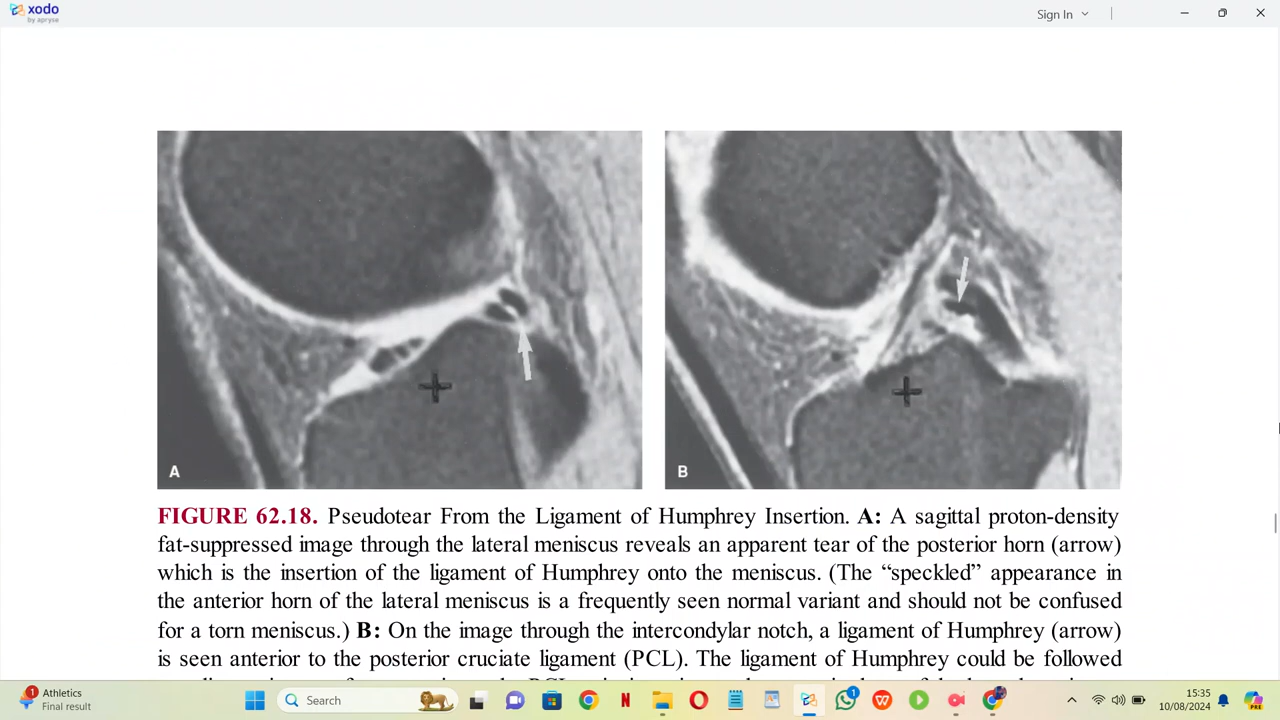 xodo
by apryse
Sign In
A
B
FIGURE 62.18. Pseudotear From the Ligament of Humphrey Insertion. A: A sagittal proton-density
fat-suppressed image through the lateral meniscus reveals an apparent tear of the posterior horn (arrow)
which is the insertion of the ligament of Humphrey onto the meniscus. (The “speckled” appearance in
the anterior horn of the lateral meniscus is a frequently seen normal variant and should not be confused
for a torn meniscus.) B: On the image through the intercondylar notch, a ligament of Humphrey (arrow)
is seen anterior to the posterior cruciate ligament (PCL). The ligament of Humphrey could be followed
1
Athletics
Final result
Search
1
15:35
10/08/2024
PRE